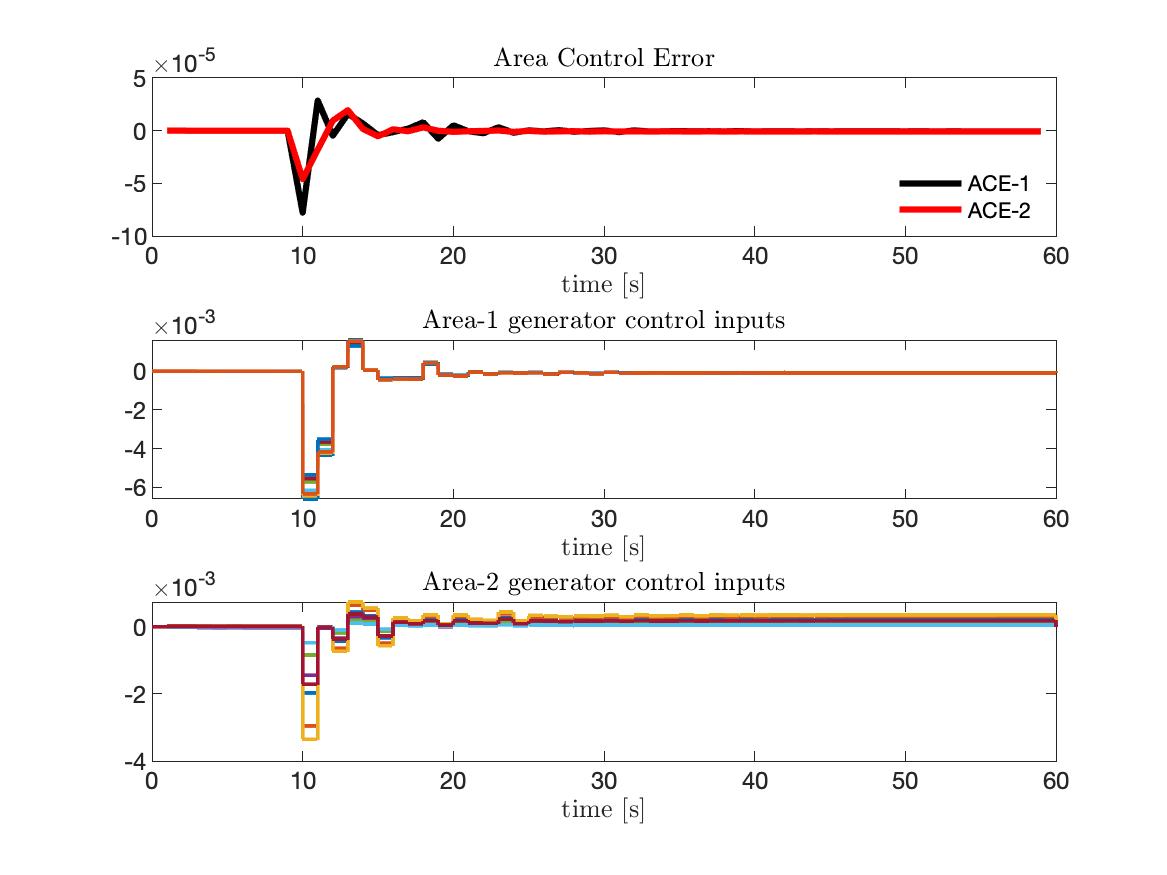 ×10-5
Area Control Error
5
0
-5
-10
ACE-1
ACE-2
0 10 20 30 40 50 60
time [s]
×10-3
Area-1 generator control inputs
0
-2
-4
-6
0 10 20 30 40 50 60
time [s]
×10-3
Area-2 generator control inputs
0
-2
-4
0 10 20 30 40 50 60
time [s]